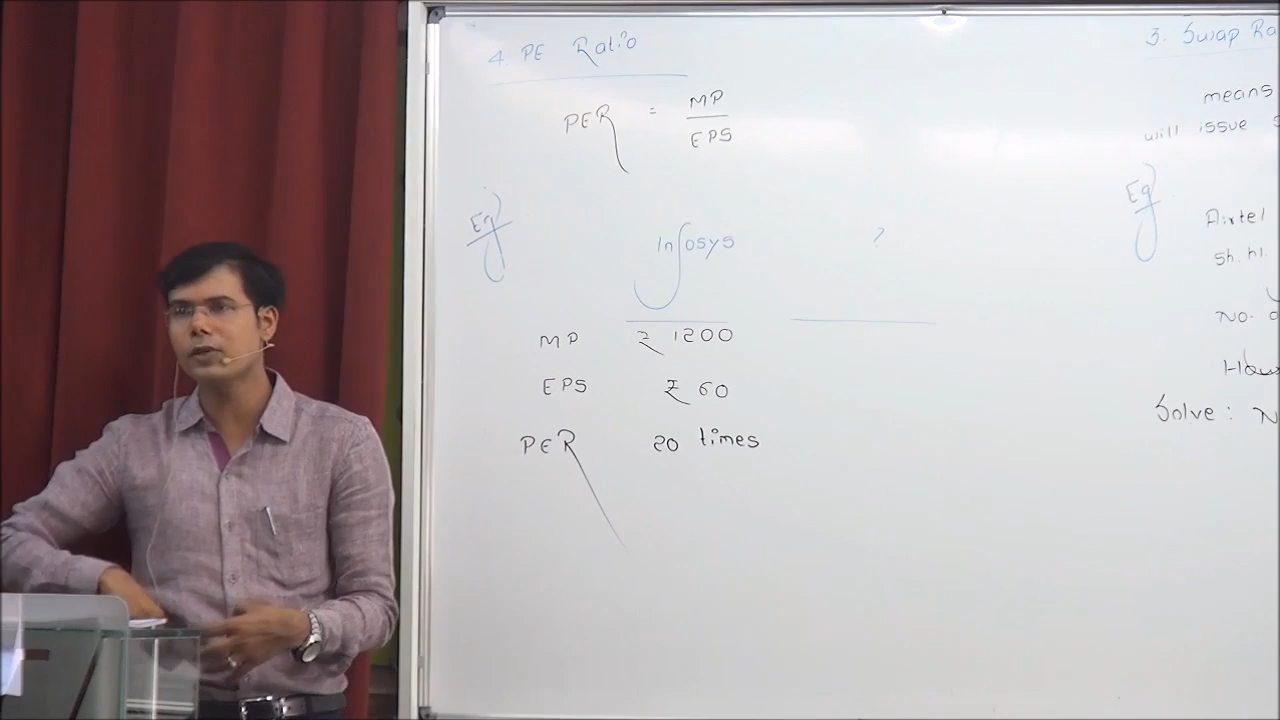 4. PE Ratio
PER = MP
EPS
Eg
Infosys ?
MP ₹ 1200
EPS ₹ 60
PER 20 times
3. Swap Ra
means
will issue
Eg
Airtel
Sh. hl.
No.
How
Solve : N